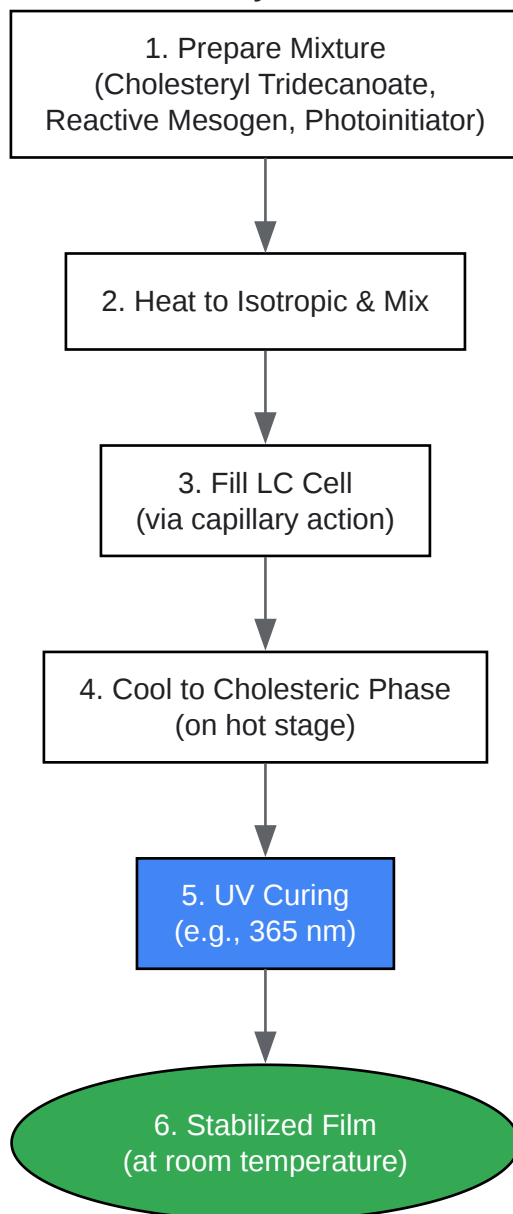 1. Prepare Mixture
(Cholesteryl Tridecanoate,
Reactive Mesogen, Photoinitiator)
2. Heat to Isotropic & Mix
3. Fill LC Cell
(via capillary action)
4. Cool to Cholesteric Phase
(on hot stage)
5. UV Curing
(e.g., 365 nm)
6. Stabilized Film
(at room temperature)